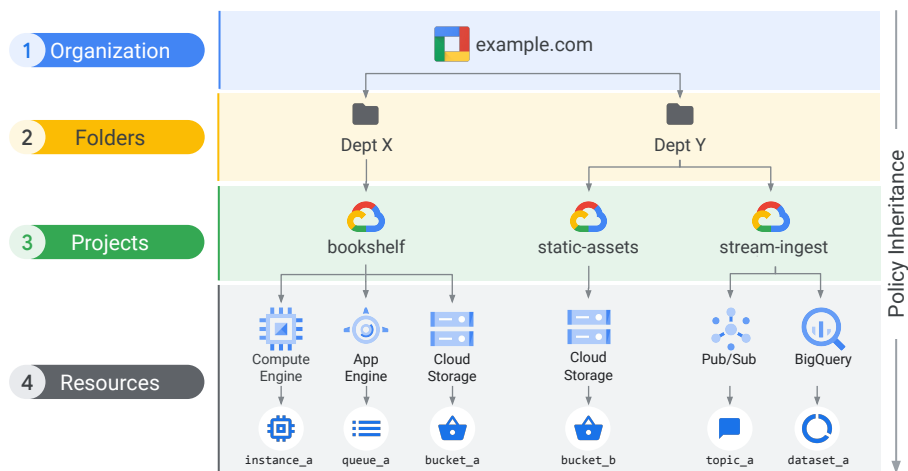 1 Organization
example.com
2 Folders
Dept X
Dept Y
3 Projects
bookshelf
static-assets
stream-ingest
4 Resources
Compute
Engine
App
Engine
Cloud
Storage
Cloud
Storage
Pub/Sub
BigQuery
instance_a
queue_a
bucket_a
bucket_b
topic_a
dataset_a
Policy Inheritance